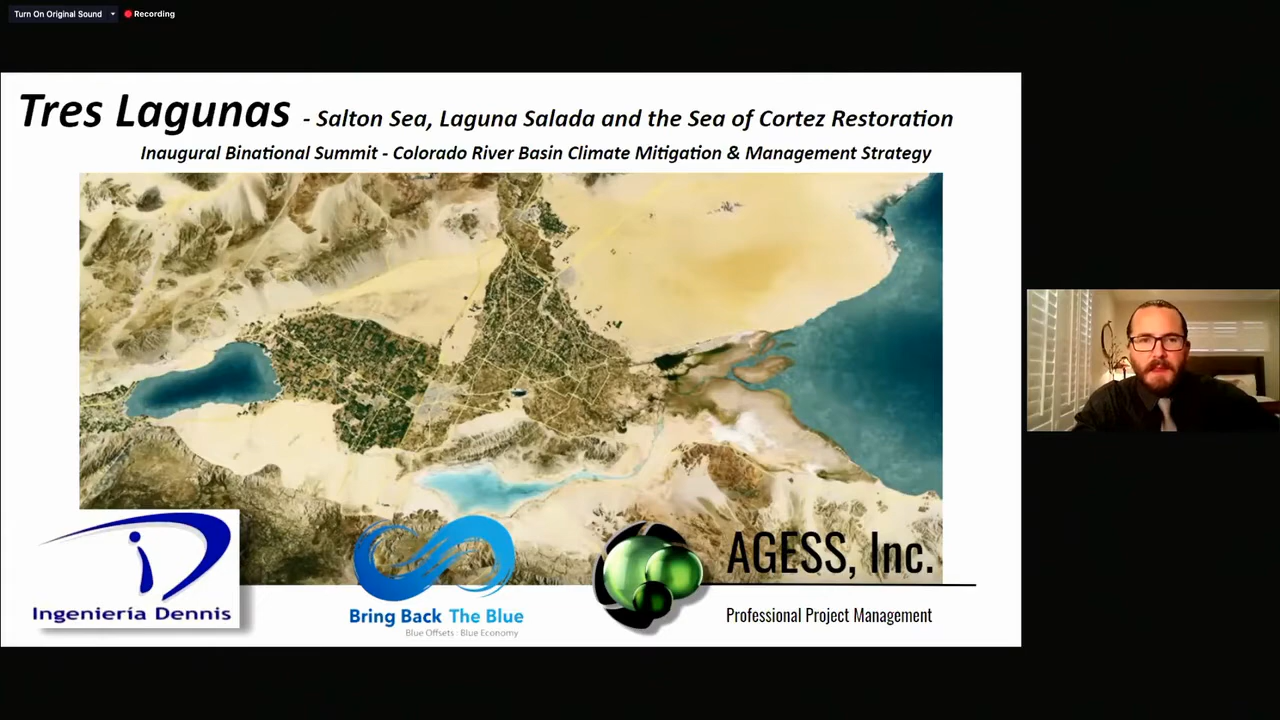 Turn On Original Sound
Recording
Tres Lagunas - Salton Sea, Laguna Salada and the Sea of Cortez Restoration
Inaugural Binational Summit - Colorado River Basin Climate Mitigation & Management Strategy
Ingeniería Dennis
Bring Back The Blue
Blue Offsets : Blue Economy
AGESS, Inc.
Professional Project Management